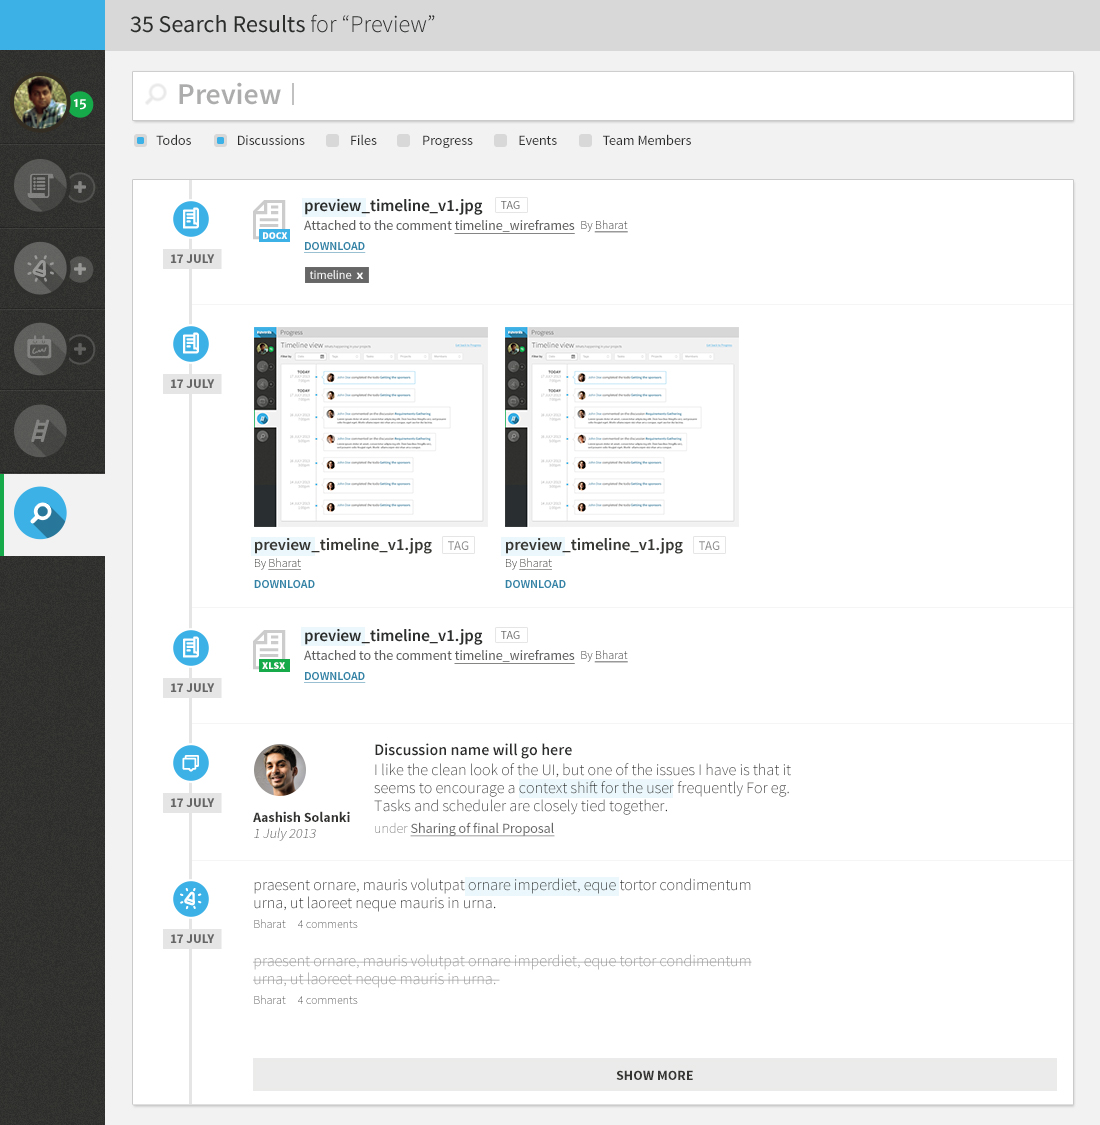 35 Search Results for “Preview”
15
Preview
Todos Discussions Files Progress Events Team Members
17 JULY
DOCX
preview_timeline_v1.jpg TAG
Attached to the comment timeline_wireframes By Bharat
DOWNLOAD
timeline x
17 JULY
Progress
Timeline view
Progress
Timeline view
preview_timeline_v1.jpg TAG
By Bharat
DOWNLOAD
preview_timeline_v1.jpg TAG
By Bharat
DOWNLOAD
17 JULY
XLSX
preview_timeline_v1.jpg TAG
Attached to the comment timeline_wireframes By Bharat
DOWNLOAD
17 JULY
Aashish Solanki
1 July 2013
Discussion name will go here
I like the clean look of the UI, but one of the issues I have is that it
seems to encourage a context shift for the user frequently For eg.
Tasks and scheduler are closely tied together.
under Sharing of final Proposal
17 JULY
praesent ornare, mauris volutpat ornare imperdiet, eque tortor condimentum
urna, ut laoreet neque mauris in urna.
Bharat 4 comments
praesent ornare, mauris volutpat ornare imperdiet, eque tortor condimentum
urna, ut laoreet neque mauris in urna.
Bharat 4 comments
SHOW MORE